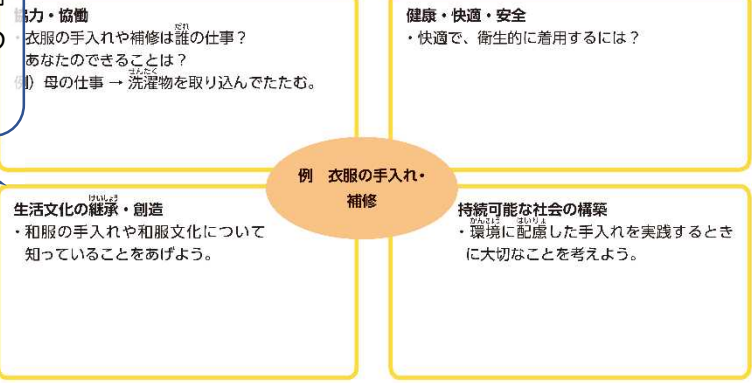 協力・協働
・衣服の手入れや補修は誰の仕事?
あなたのできることは?
例)母の仕事 → 洗濯物を取り込んでたたむ。
健康・快適・安全
・快適で、衛生的に着用するには?
例 衣服の手入れ・
補修
生活文化の継承・創造
・和服の手入れや和服文化について
知っていることをあげよう。
持続可能な社会の構築
・環境に配慮した手入れを実践するとき
に大切なことを考えよう。